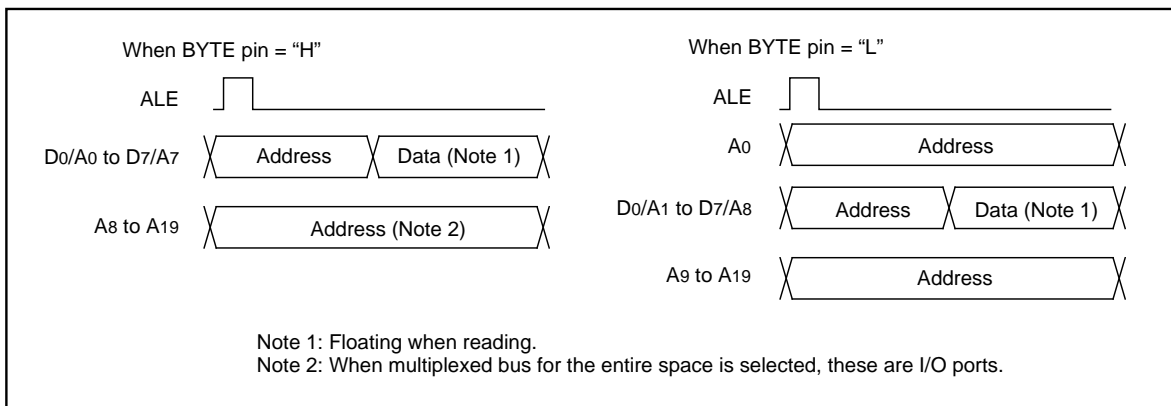 When BYTE pin = “H”
ALE
D0/A0 to D7/A7
Address
Data (Note 1)
A8 to A19
Address (Note 2)
When BYTE pin = “L”
ALE
A0
Address
D0/A1 to D7/A8
Address
Data (Note 1)
A9 to A19
Address
Note 1: Floating when reading.
Note 2: When multiplexed bus for the entire space is selected, these are I/O ports.